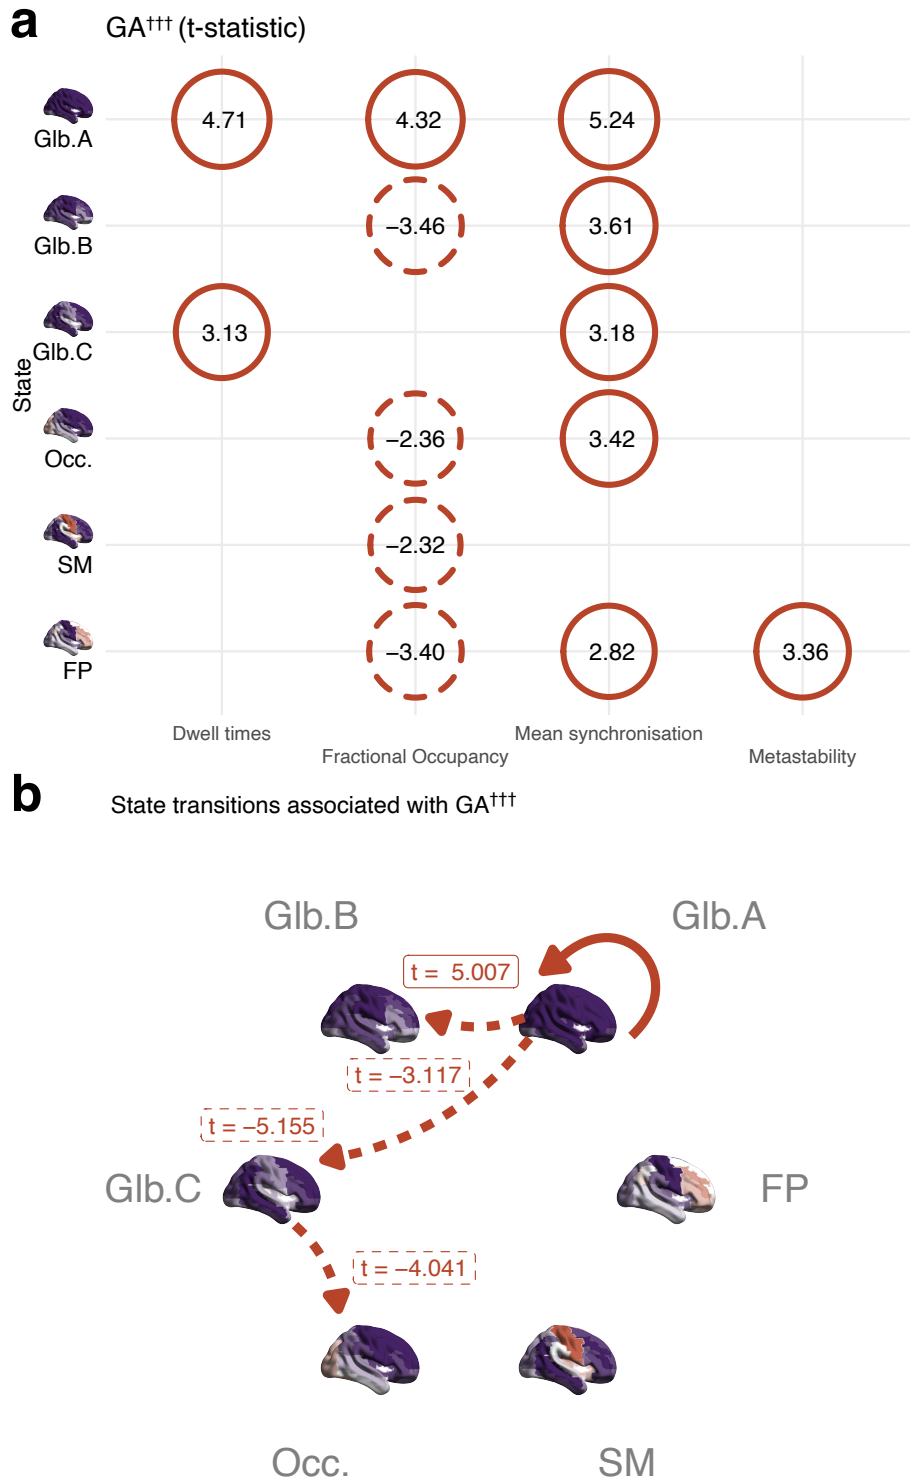 a
GA††† (t-statistic)
State
Glb.A
4.71
4.32
5.24
Glb.B
−3.46
3.61
Glb.C
3.13
3.18
Occ.
−2.36
3.42
SM
−2.32
FP
−3.40
2.82
3.36
Dwell times
Fractional Occupancy
Mean synchronisation
Metastability
b
State transitions associated with GA†††
Glb.B
Glb.A
t = 5.007
t = −3.117
t = −5.155
Glb.C
FP
t = −4.041
Occ.
SM